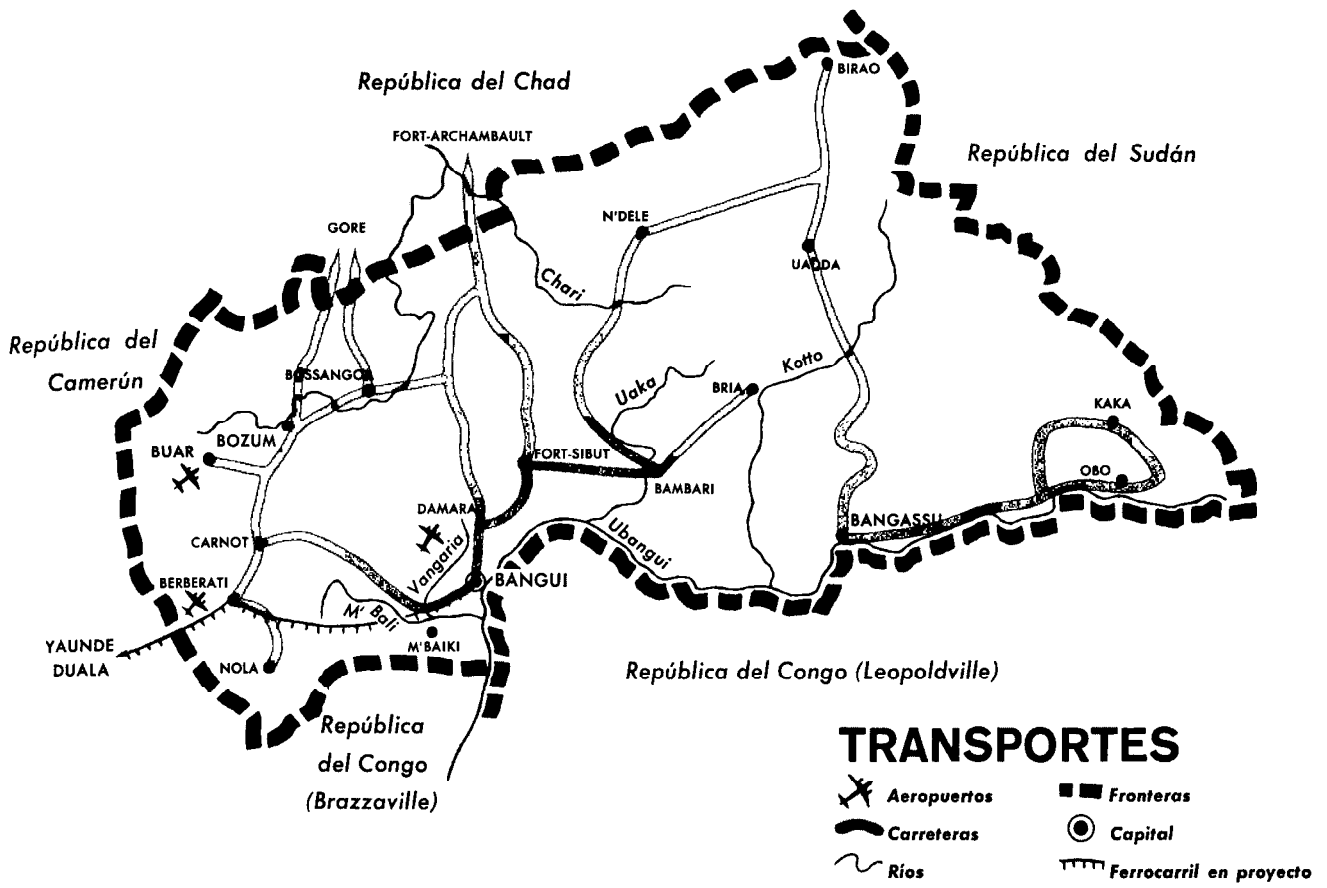 BIRAO
República del Chad
FORT-ARCHAMBAULT
República del Sudán
N'DELE
GORE
UADDA
Chari
República del
Camerún
Kotto
BOSSANGOA
Uaka
BRIA
KAKA
BOZUM
BUAR
FORT-SIBUT
OBO
BAMBARI
DAMARA
BANGASSU
Ubangui
CARNOT
Vangaria
BANGUI
BERBERATI
M' Bali
YAUNDE
DUALA
M'BAIKI
NOLA
República del Congo (Leopoldville)
República
del Congo
(Brazzaville)
TRANSPORTES
Aeropuertos
Fronteras
Carreteras
Capital
Ríos
Ferrocarril en proyecto